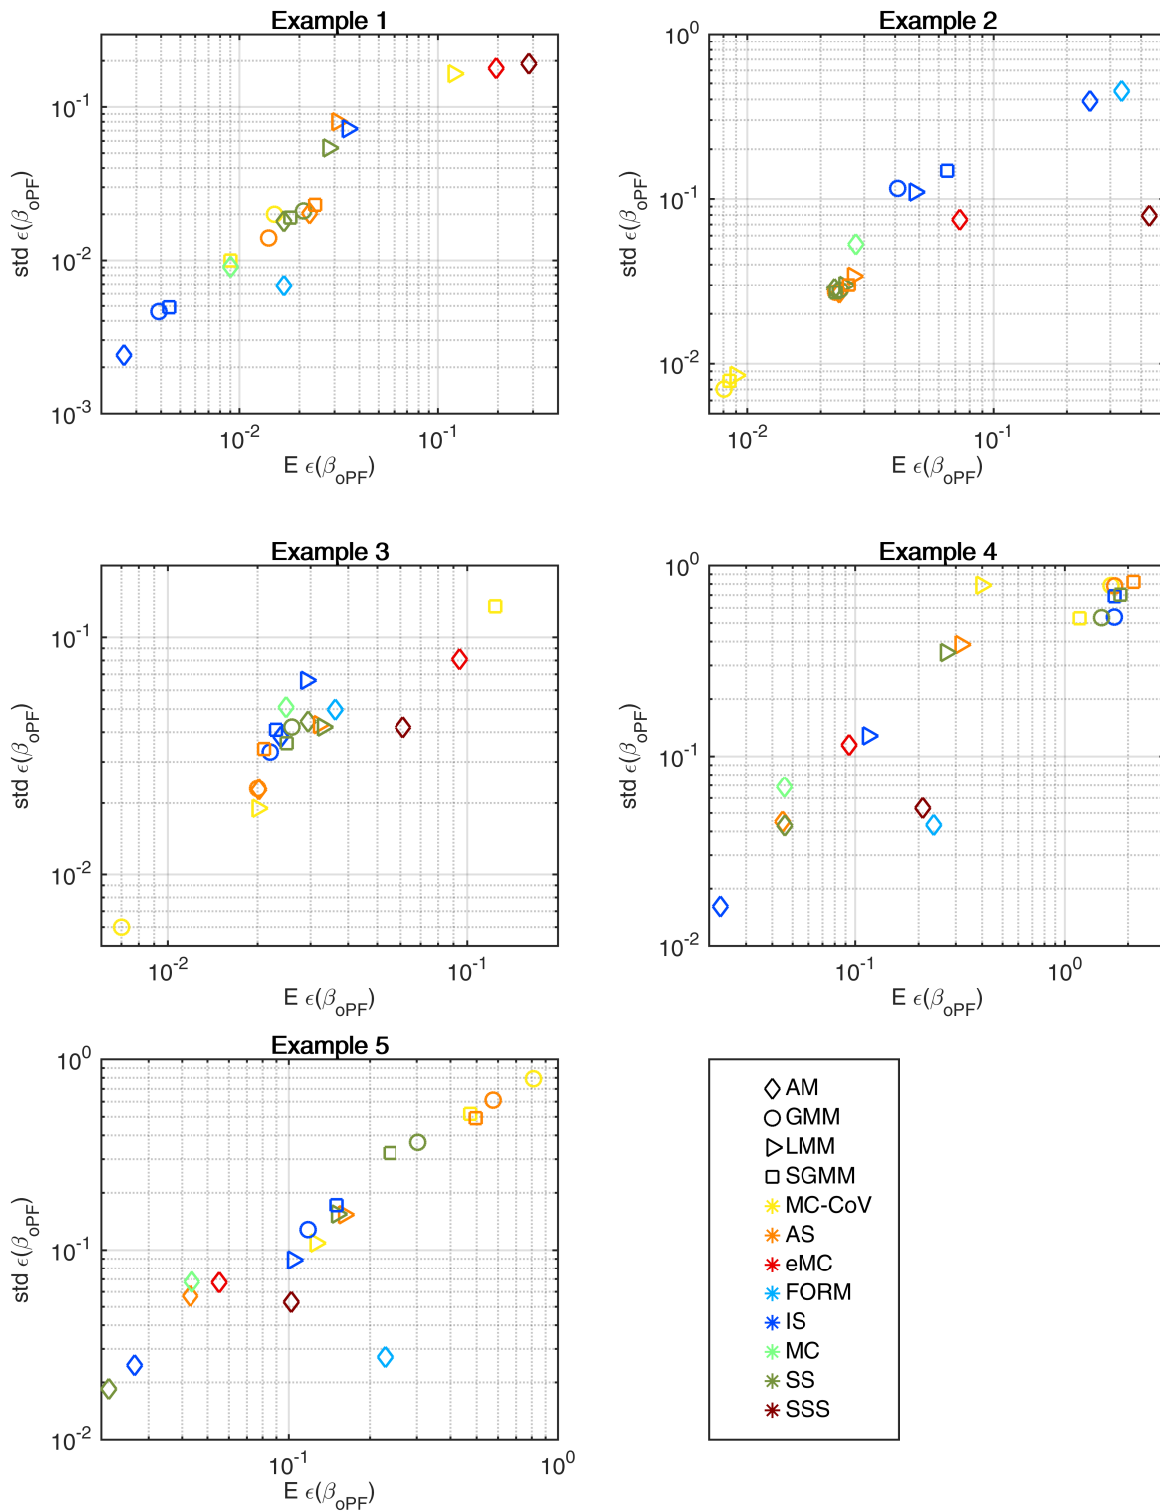 Example 1
10^-1
10^-2
10^-3
std ϵ(β_oPF)
10^-2 10^-1
E ϵ(β_oPF)
Example 2
10^0
10^-1
10^-2
std ϵ(β_oPF)
10^-2 10^-1
E ϵ(β_oPF)
Example 3
10^-1
10^-2
std ϵ(β_oPF)
10^-2 10^-1
E ϵ(β_oPF)
Example 4
10^0
10^-1
10^-2
std ϵ(β_oPF)
10^-1 10^0
E ϵ(β_oPF)
Example 5
10^0
10^-1
10^-2
std ϵ(β_oPF)
10^-1 10^0
E ϵ(β_oPF)
AM
GMM
LMM
SGMM
MC-CoV
AS
eMC
FORM
IS
MC
SS
SSS